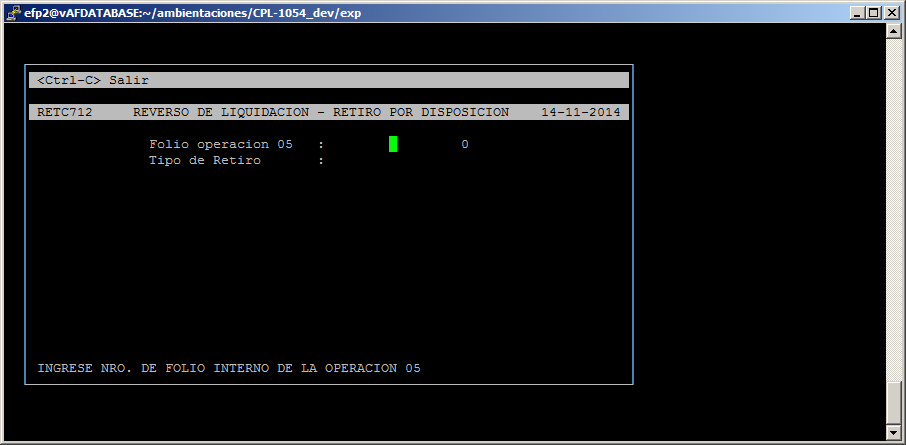 efp2@vAFDATABASE:~/ambientaciones/CPL-1054_dev/exp
<Ctrl-C> Salir
RETC712 REVERSO DE LIQUIDACION - RETIRO POR DISPOSICION 14-11-2014
Folio operacion 05 : 0
Tipo de Retiro :
INGRESE NRO. DE FOLIO INTERNO DE LA OPERACION 05